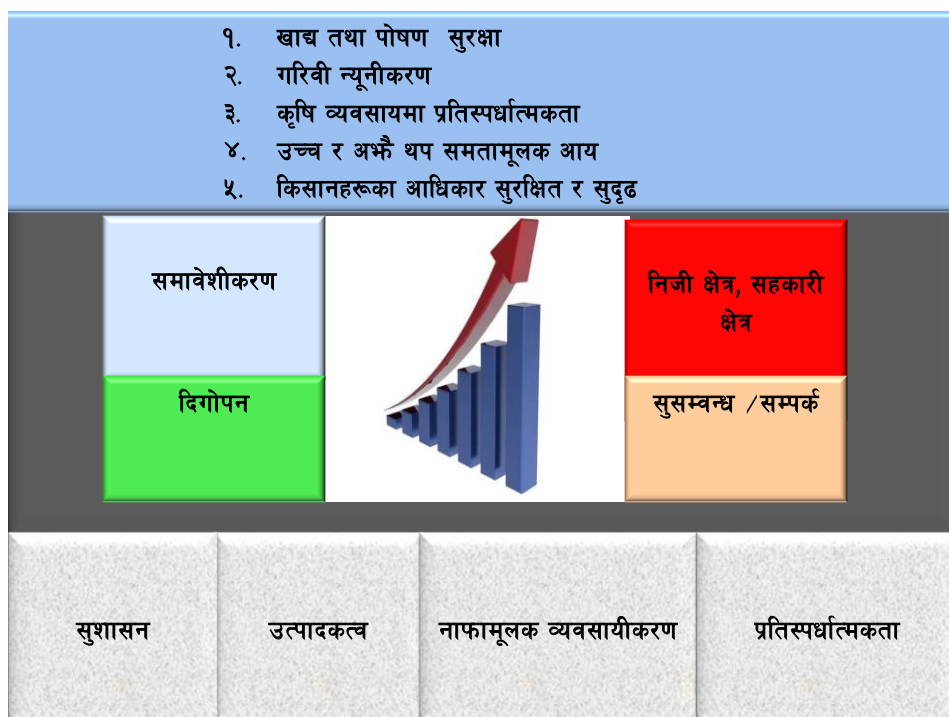 १. खाद्य तथा पोषण सुरक्षा
२. गरिवी न्यूनीकरण
३. कृषि व्यवसायमा प्रतिस्पर्धात्मकता
४. उच्च र अझै थप समतामूलक आय
५. किसानहरूका आधिकार सुरक्षित र सुदृढ
समावेशीकरण
निजी क्षेत्र, सहकारी
क्षेत्र
दिगोपन
सुसम्वन्ध /सम्पर्क
सुशासन
उत्पादकत्व
नाफामूलक व्यवसायीकरण
प्रतिस्पर्धात्मकता